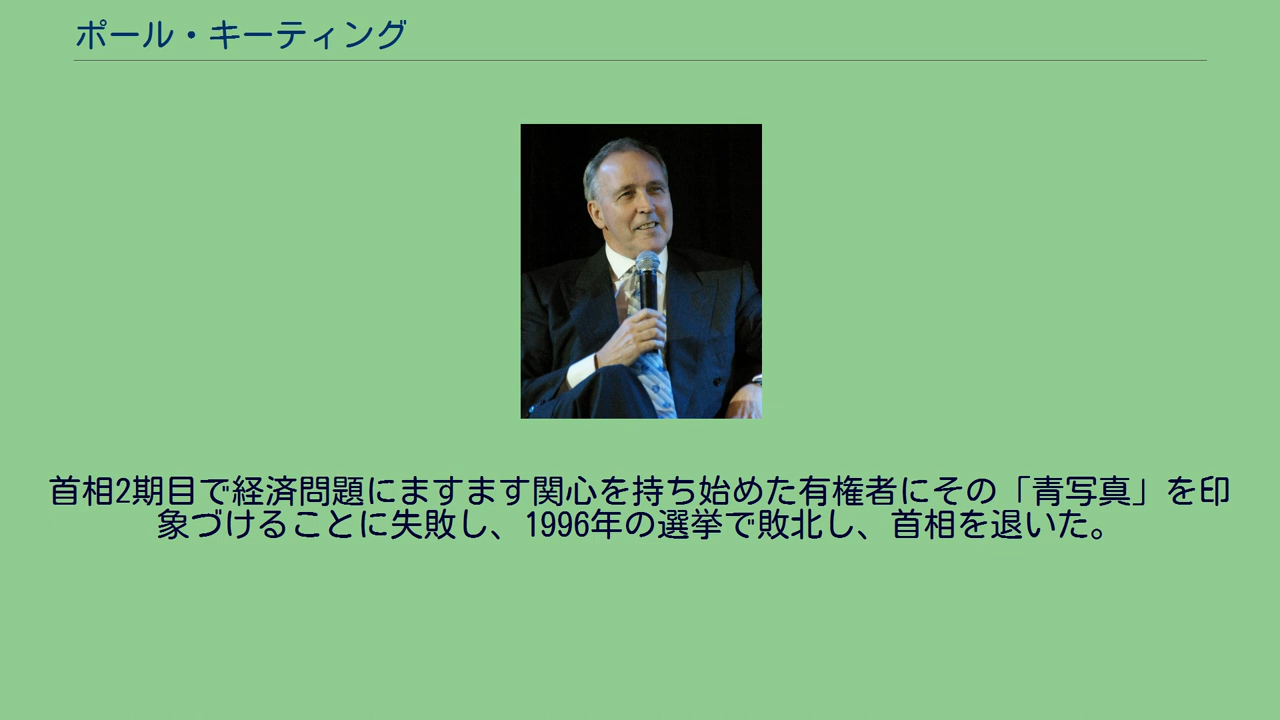 ポール・キーティング
首相2期目で経済問題にますます関心を持ち始めた有権者にその「青写真」を印
象づけることに失敗し、1996年の選挙で敗北し、首相を退いた。